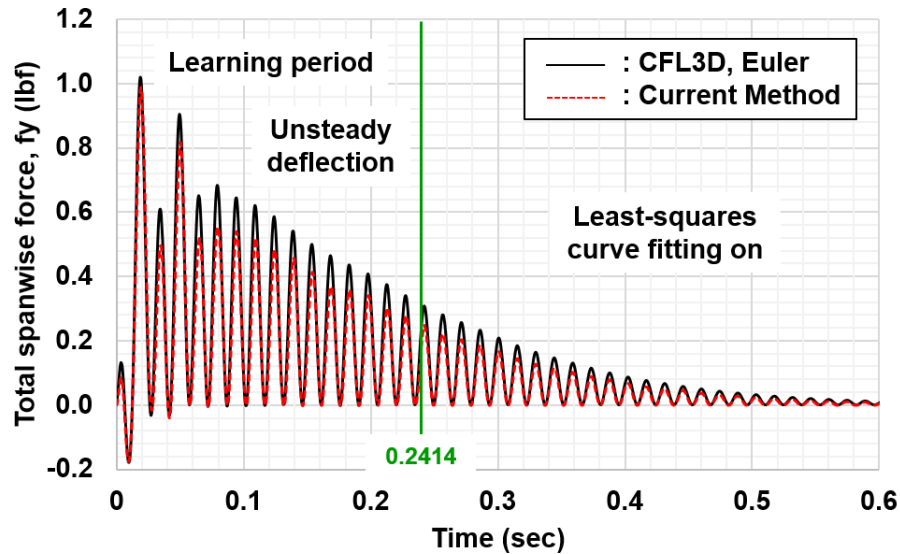 1.2
1.0
0.8
0.6
0.4
0.2
0.0
-0.2
Total spanwise force, fy (lbf)
Learning period
Unsteady
deflection
: CFL3D, Euler
: Current Method
Least-squares
curve fitting on
0.2414
0
0.1
0.2
0.3
0.4
0.5
0.6
Time (sec)